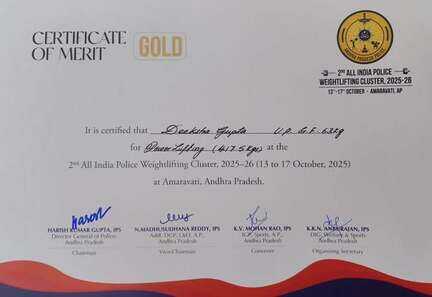 CERTIFICATE
OF MERIT
GOLD
2ND ALL INDIA POLICE
WEIGHTLIFTING CLUSTER, 2025-26
13TH-17TH OCTOBER - AMARAVATI, AP
It is certified that Deeksha Gupta U.P. G.F. 63kg
for Power Lifting (417.5 kgs) at the
2nd All India Police Weightlifting Cluster, 2025-26 (13 to 17 October, 2025)
at Amaravati, Andhra Pradesh.
HARISH KUMAR GUPTA, IPS
Director General of Police
Andhra Pradesh
Chairman
N.MADHUSUDHANA REDDY, IPS
Addl. DGP, L&O, A.P.,
Andhra Pradesh
Vice-Chairman
K.V. MOHAN RAO, IPS
IGP, Sports, A.P.,
Andhra Pradesh
Convener
K.K.N. ANBURAJAN, IPS
DIG, Welfare & Sports
Andhra Pradesh
Organising Secretary